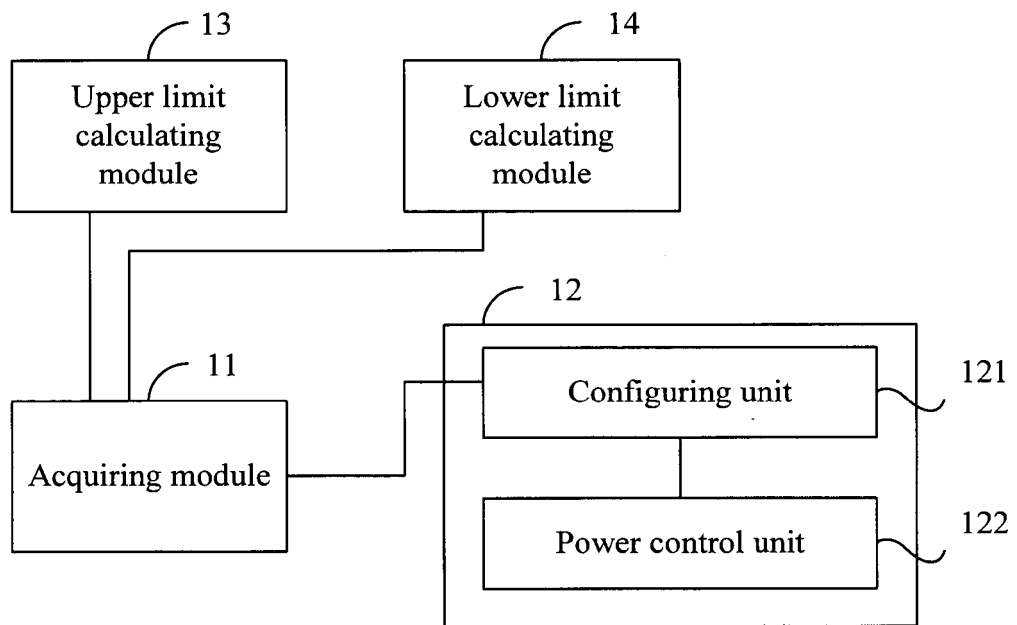 13
14
Upper limit
calculating
module
Lower limit
calculating
module
12
11
Configuring unit
121
Acquiring module
Power control unit
122